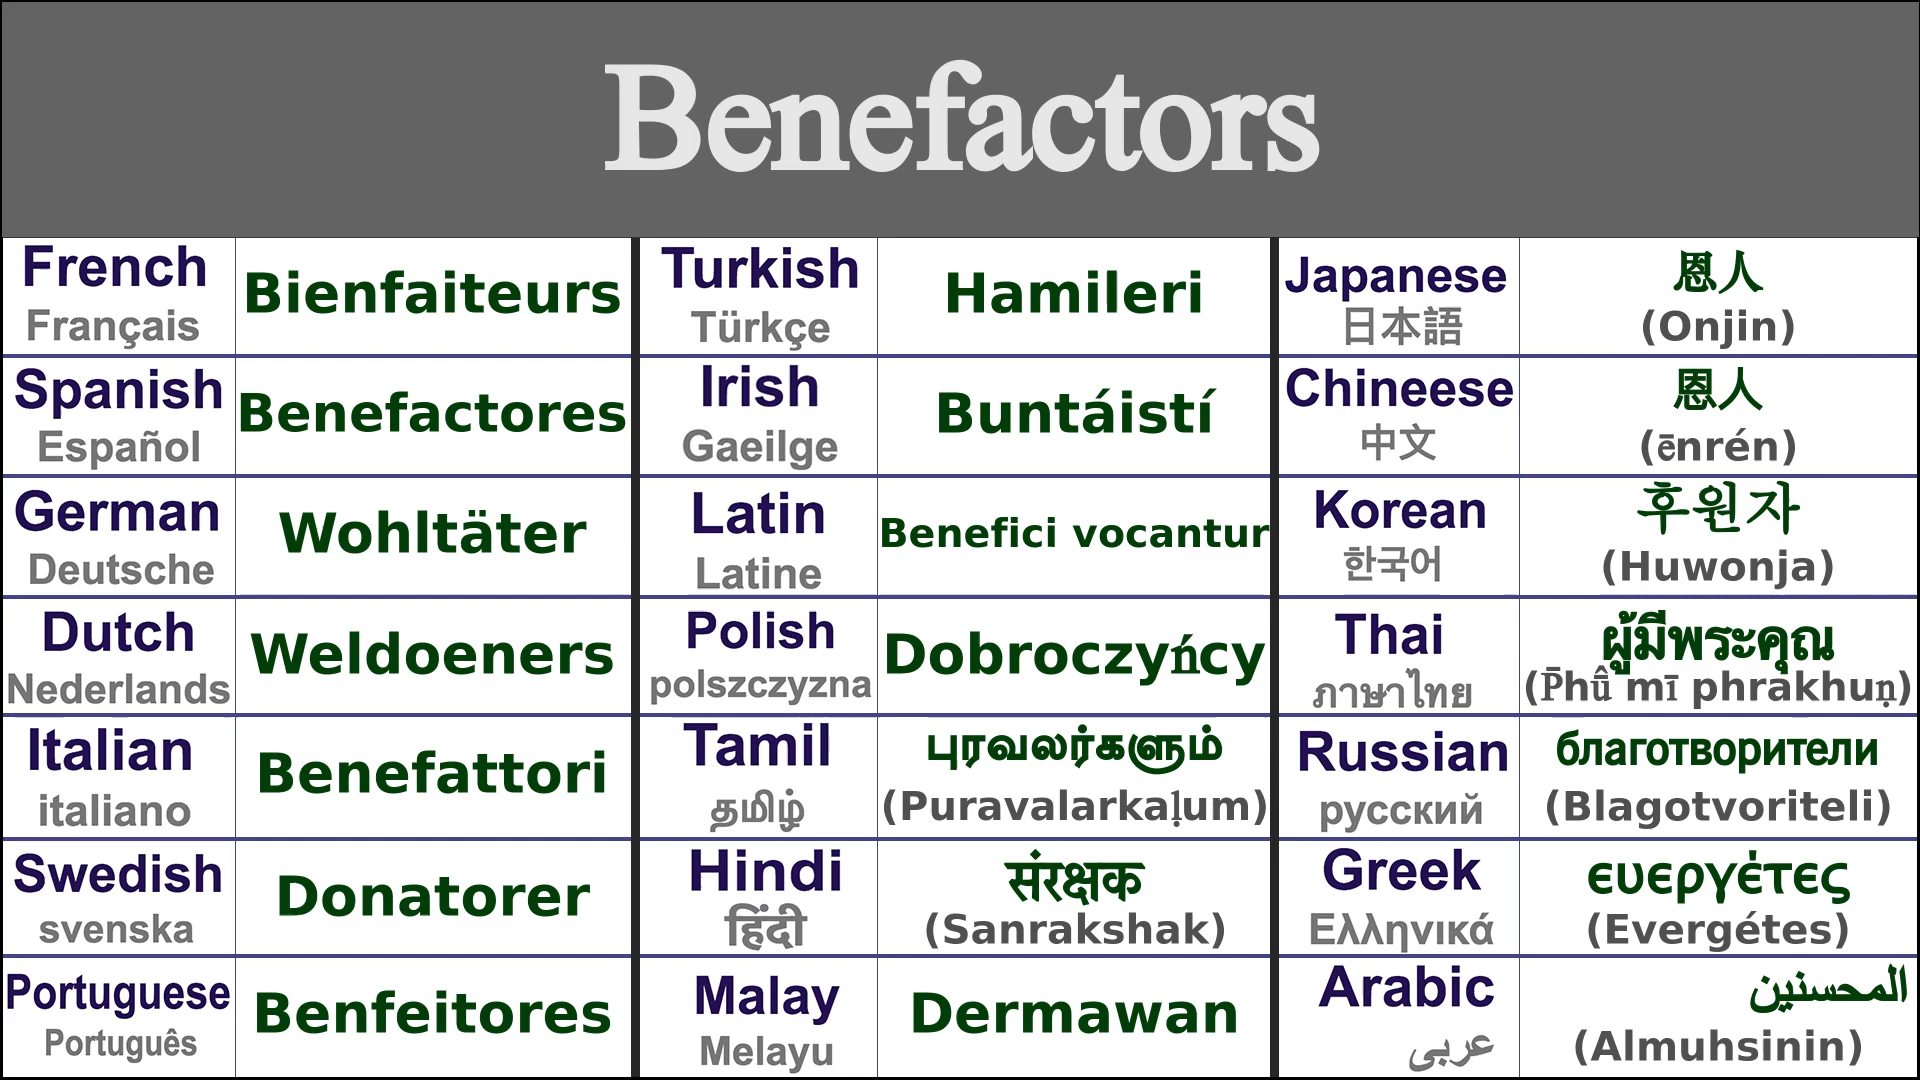 Benefactors
French
Français
Bienfaiteurs
Spanish
Español
Benefactores
German
Deutsche
Wohltäter
Dutch
Nederlands
Weldoeners
Italian
italiano
Benefattori
Swedish
svenska
Donatorer
Portuguese
Português
Benfeitores
Turkish
Türkçe
Hamileri
Irish
Gaeilge
Buntáistí
Latin
Latine
Benefici vocantur
Polish
polszczyzna
Dobroczyńcy
Tamil
தமிழ்
புரவலர்களும்
(Puravalarkaḷum)
Hindi
हिंदी
संरक्षक
(Sanrakshak)
Malay
Melayu
Dermawan
Japanese
日本語
恩人
(Onjin)
Chineese
中文
恩人
(ēnrén)
Korean
한국어
후원자
(Huwonja)
Thai
ภาษาไทย
ผู้มีพระคุณ
(P̄hū̂ mī phrakhuṇ)
Russian
русский
благотворители
(Blagotvoriteli)
Greek
Ελληνικά
ευεργέτες
(Evergétes)
Arabic
عربى
المحسنين
(Almuhsinin)